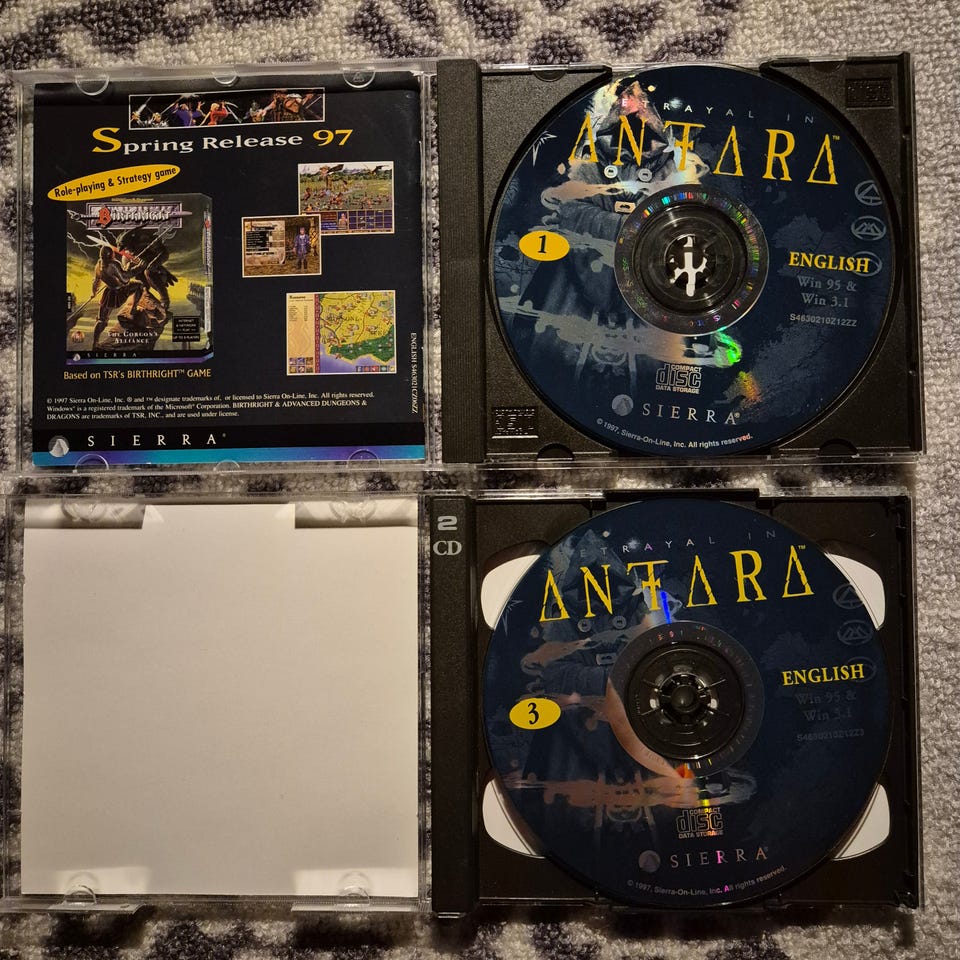 Spring Release 97
Role-playing & Strategy game
BIRTHRIGHT
THE GORGON'S
ALLIANCE
SIERRA
Based on TSR's BIRTHRIGHT™ GAME
© 1997 Sierra On-Line, Inc. ® and ™ designate trademarks of, or licensed to Sierra On-Line, Inc. All rights reserved.
Windows® is a registered trademark of the Microsoft® Corporation. BIRTHRIGHT & ADVANCED DUNGEONS &
DRAGONS are trademarks of TSR, INC., and are used under license.
SIERRA®
BETRAYAL IN
ANTARA™
1
ENGLISH
Win 95 &
Win 3.1
S4630210Z12ZZ
COMPACT
disc
DATA STORAGE
SIERRA®
© 1997, Sierra-On-Line, Inc. All rights reserved.
2
CD
BETRAYAL IN
ANTARA™
3
ENGLISH
Win 95 &
Win 3.1
S4630210Z12Z3
COMPACT
disc
DATA STORAGE
SIERRA®
© 1997, Sierra-On-Line, Inc. All rights reserved.